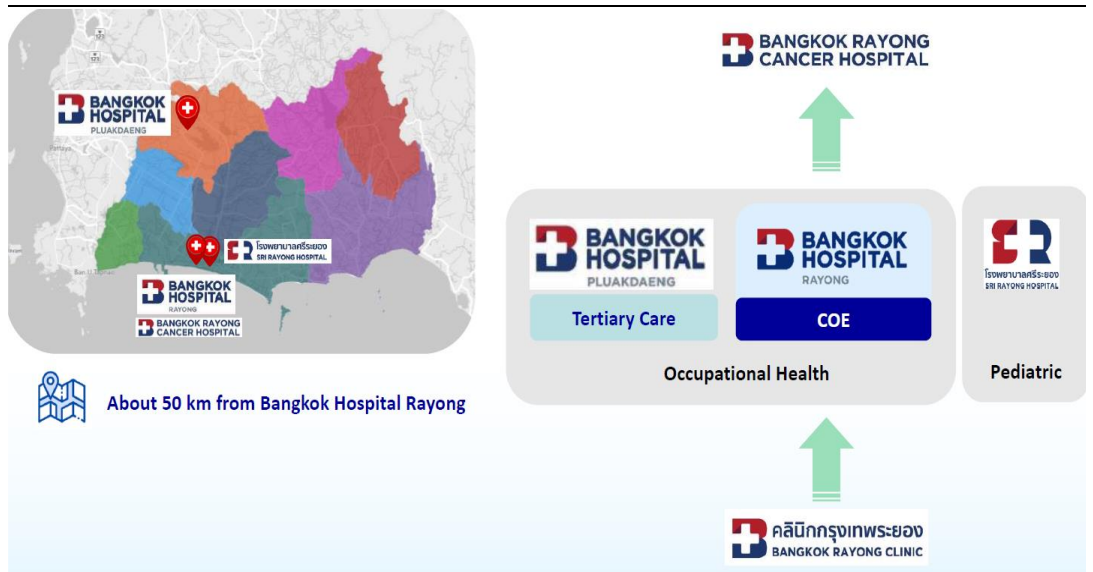 BANGKOK
HOSPITAL
PLUAKDAENG
Pattaya
โรงพยาบาลศรีระยอง
SRI RAYONG HOSPITAL
BANGKOK
HOSPITAL
RAYONG
BANGKOK RAYONG
CANCER HOSPITAL
About 50 km from Bangkok Hospital Rayong
BANGKOK RAYONG
CANCER HOSPITAL
BANGKOK
HOSPITAL
PLUAKDAENG
Tertiary Care
BANGKOK
HOSPITAL
RAYONG
COE
Occupational Health
โรงพยาบาลศรีระยอง
SRI RAYONG HOSPITAL
Pediatric
คลินิกกรุงเทพระยอง
BANGKOK RAYONG CLINIC